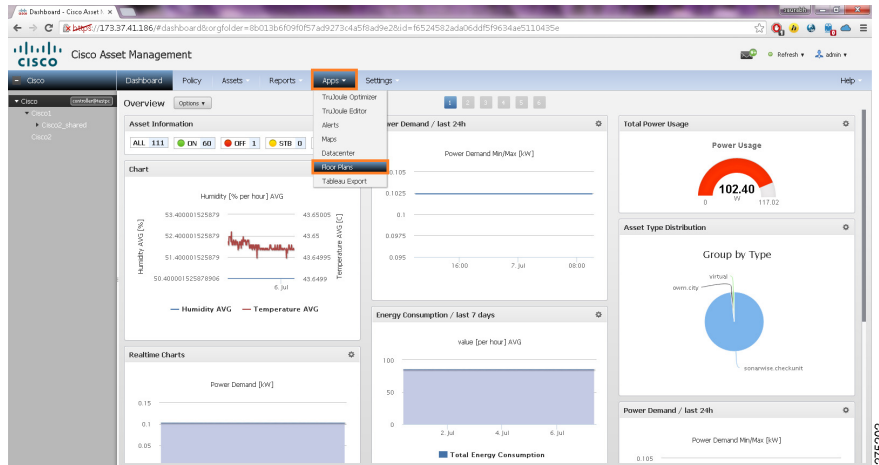 Dashboard - Cisco Asset M
https://173.37.41.186/#dashboard&orgfolder=8b013b6f09f0f57ad9273c4a5f8ad9e2&id=f6524582ada06ddf5f9634ae5110435e
CISCO Cisco Asset Management
Refresh admin
Cisco Dashboard Policy Assets Reports Apps Settings Help
Cisco
Cisco1
Cisco2_shared
Cisco2
Overview Options 1 2 3 4 5 6
TruJoule Optimizer
TruJoule Editor
Alerts
Maps
Datacenter
Floor Plans
Tableau Export
Asset Information
ALL 111 ON 60 OFF 1 STB 0
Chart
Humidity [% per hour] AVG
Humidity AVG [%]
53.400001525879
52.400001525879
51.400001525879
50.400001525878906
43.65005
43.65
43.64995
43.6499
Temperature AVG [C]
6. Jul
Humidity AVG Temperature AVG
Realtime Charts
Power Demand [kW]
0.15
0.1
0.05
wer Demand / last 24h
Power Demand Min/Max [kW]
0.105
0.1025
0.1
0.0975
0.095
16:00 7. Jul 08:00
Energy Consumption / last 7 days
value [per hour] AVG
100
50
0
2. Jul 4. Jul 6. Jul
Total Energy Consumption
Total Power Usage
Power Usage
102.40
W
0 117.02
Asset Type Distribution
Group by Type
virtual
own.city
sonarwise.checkunit
Power Demand / last 24h
Power Demand Min/Max [kW]
0.105